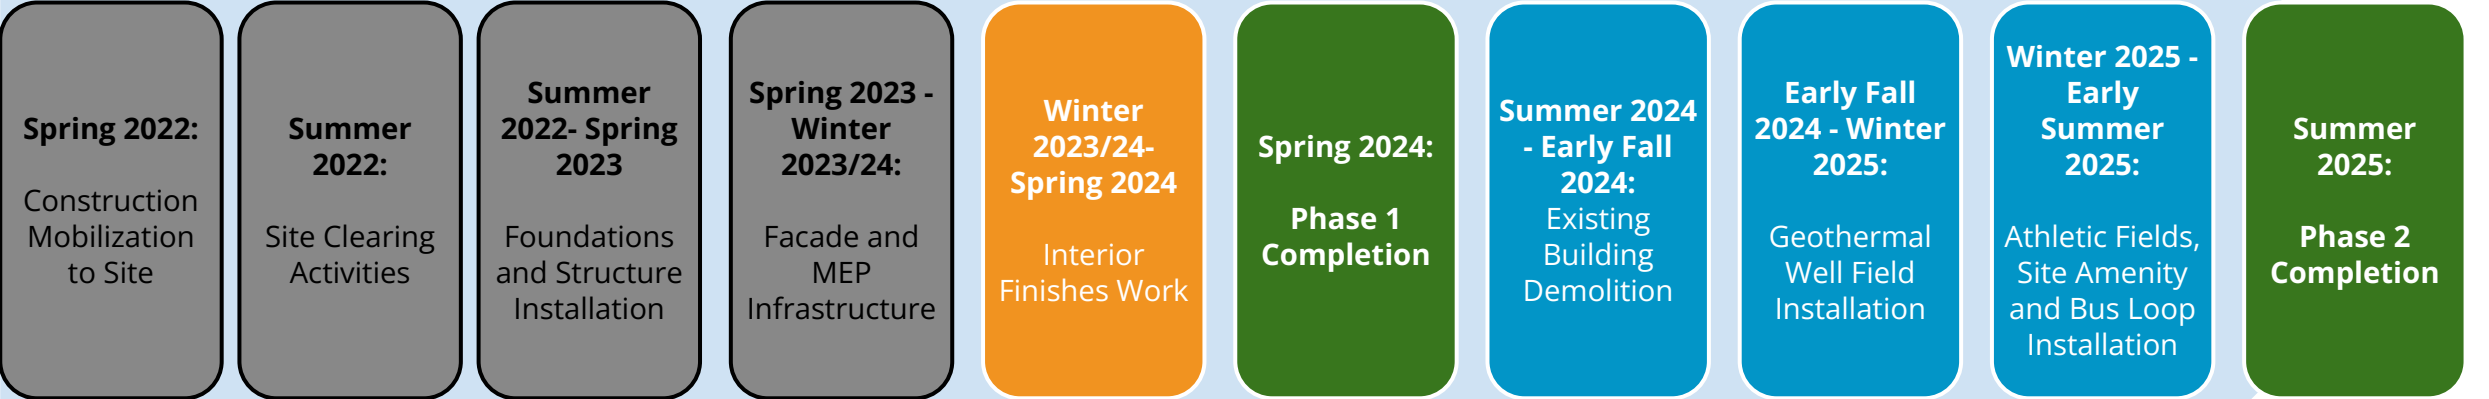 Spring 2022:
Construction
Mobilization
to Site
Summer
2022:
Site Clearing
Activities
Summer
2022- Spring
2023
Foundations
and Structure
Installation
Spring 2023 -
Winter
2023/24:
Facade and
MEP
Infrastructure
Winter
2023/24-
Spring 2024
Interior
Finishes Work
Spring 2024:
Phase 1
Completion
Summer 2024
- Early Fall
2024:
Existing
Building
Demolition
Early Fall
2024 - Winter
2025:
Geothermal
Well Field
Installation
Winter 2025 -
Early
Summer
2025:
Athletic Fields,
Site Amenity
and Bus Loop
Installation
Summer
2025:
Phase 2
Completion